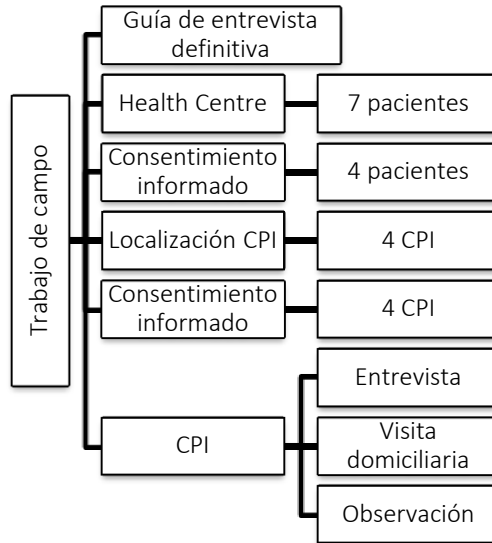 Trabajo de campo
Guía de entrevista
definitiva
Health Centre
7 pacientes
Consentimiento
informado
4 pacientes
Localización CPI
4 CPI
Consentimiento
informado
4 CPI
CPI
Entrevista
Visita
domiciliaria
Observación